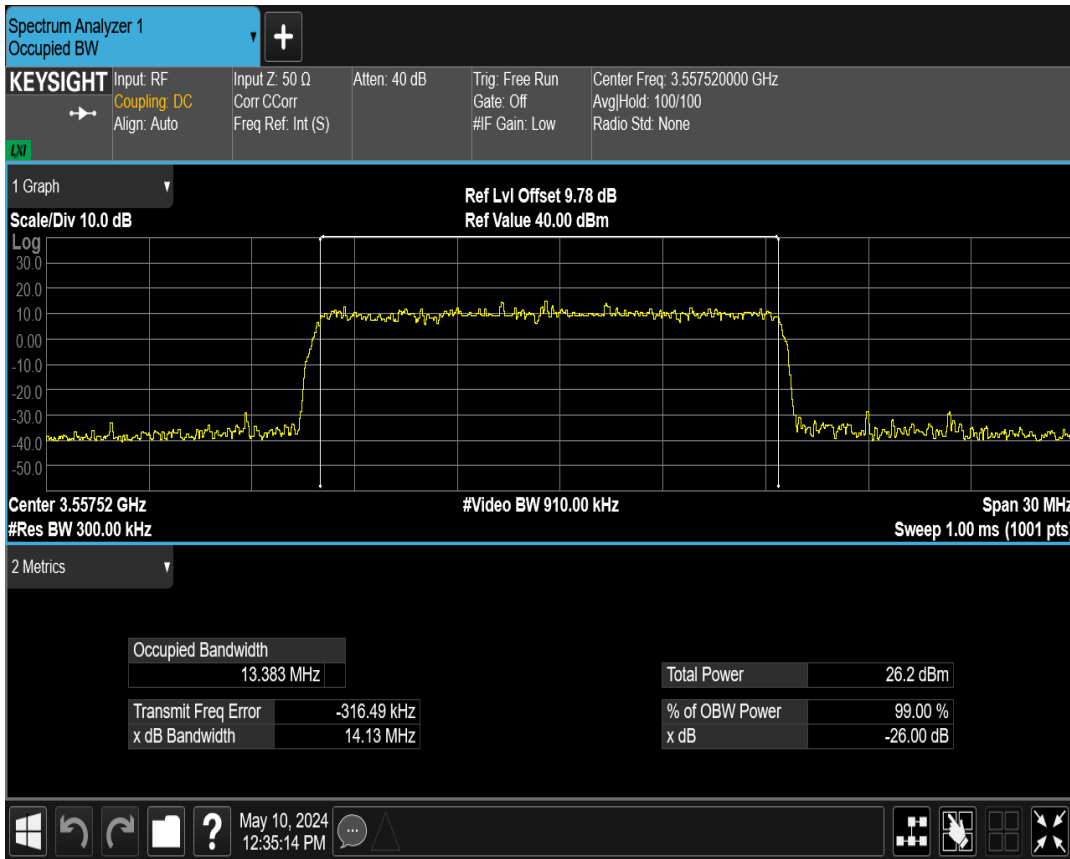 Spectrum Analyzer 1
Occupied BW
KEYSIGHT
LXI
Input: RF
Coupling: DC
Align: Auto
Input Z: 50 Ω
Corr CCorr
Freq Ref: Int (S)
Atten: 40 dB
Trig: Free Run
Gate: Off
#IF Gain: Low
Center Freq: 3.557520000 GHz
Avg|Hold: 100/100
Radio Std: None
1 Graph
Scale/Div 10.0 dB
Ref Lvl Offset 9.78 dB
Ref Value 40.00 dBm
Log
30.0
20.0
10.0
0.00
-10.0
-20.0
-30.0
-40.0
-50.0
Center 3.55752 GHz
#Video BW 910.00 kHz
Span 30 MHz
#Res BW 300.00 kHz
Sweep 1.00 ms (1001 pts)
2 Metrics
Occupied Bandwidth
13.383 MHz
Total Power 26.2 dBm
Transmit Freq Error -316.49 kHz
% of OBW Power 99.00 %
x dB Bandwidth 14.13 MHz
x dB -26.00 dB
?
May 10, 2024
12:35:14 PM